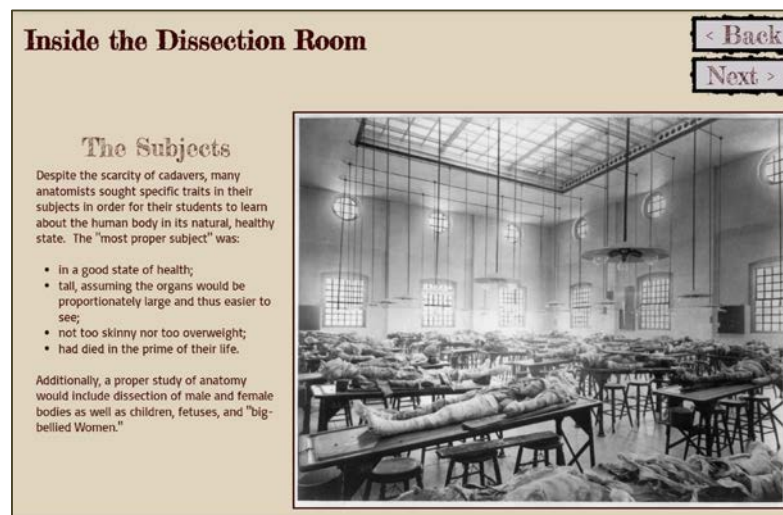 Inside the Dissection Room
< Back
Next >
The Subjects
Despite the scarcity of cadavers, many
anatomists sought specific traits in their
subjects in order for their students to learn
about the human body in its natural, healthy
state.  The "most proper subject" was:
• in a good state of health;
• tall, assuming the organs would be
proportionately large and thus easier to
see;
• not too skinny nor too overweight;
• had died in the prime of their life.
Additionally, a proper study of anatomy
would include dissection of male and female
bodies as well as children, fetuses, and "big-
bellied Women."